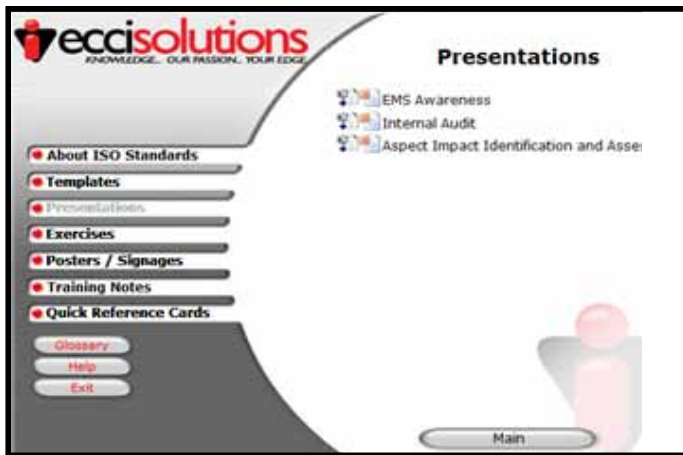 eccisolutions
KNOWLEDGE... OUR PASSION... YOUR EDGE.
Presentations
EMS Awareness
Internal Audit
Aspect Impact Identification and Asse
About ISO Standards
Templates
Presentations
Exercises
Posters / Signages
Training Notes
Quick Reference Cards
Glossary
Help
Exit
Main